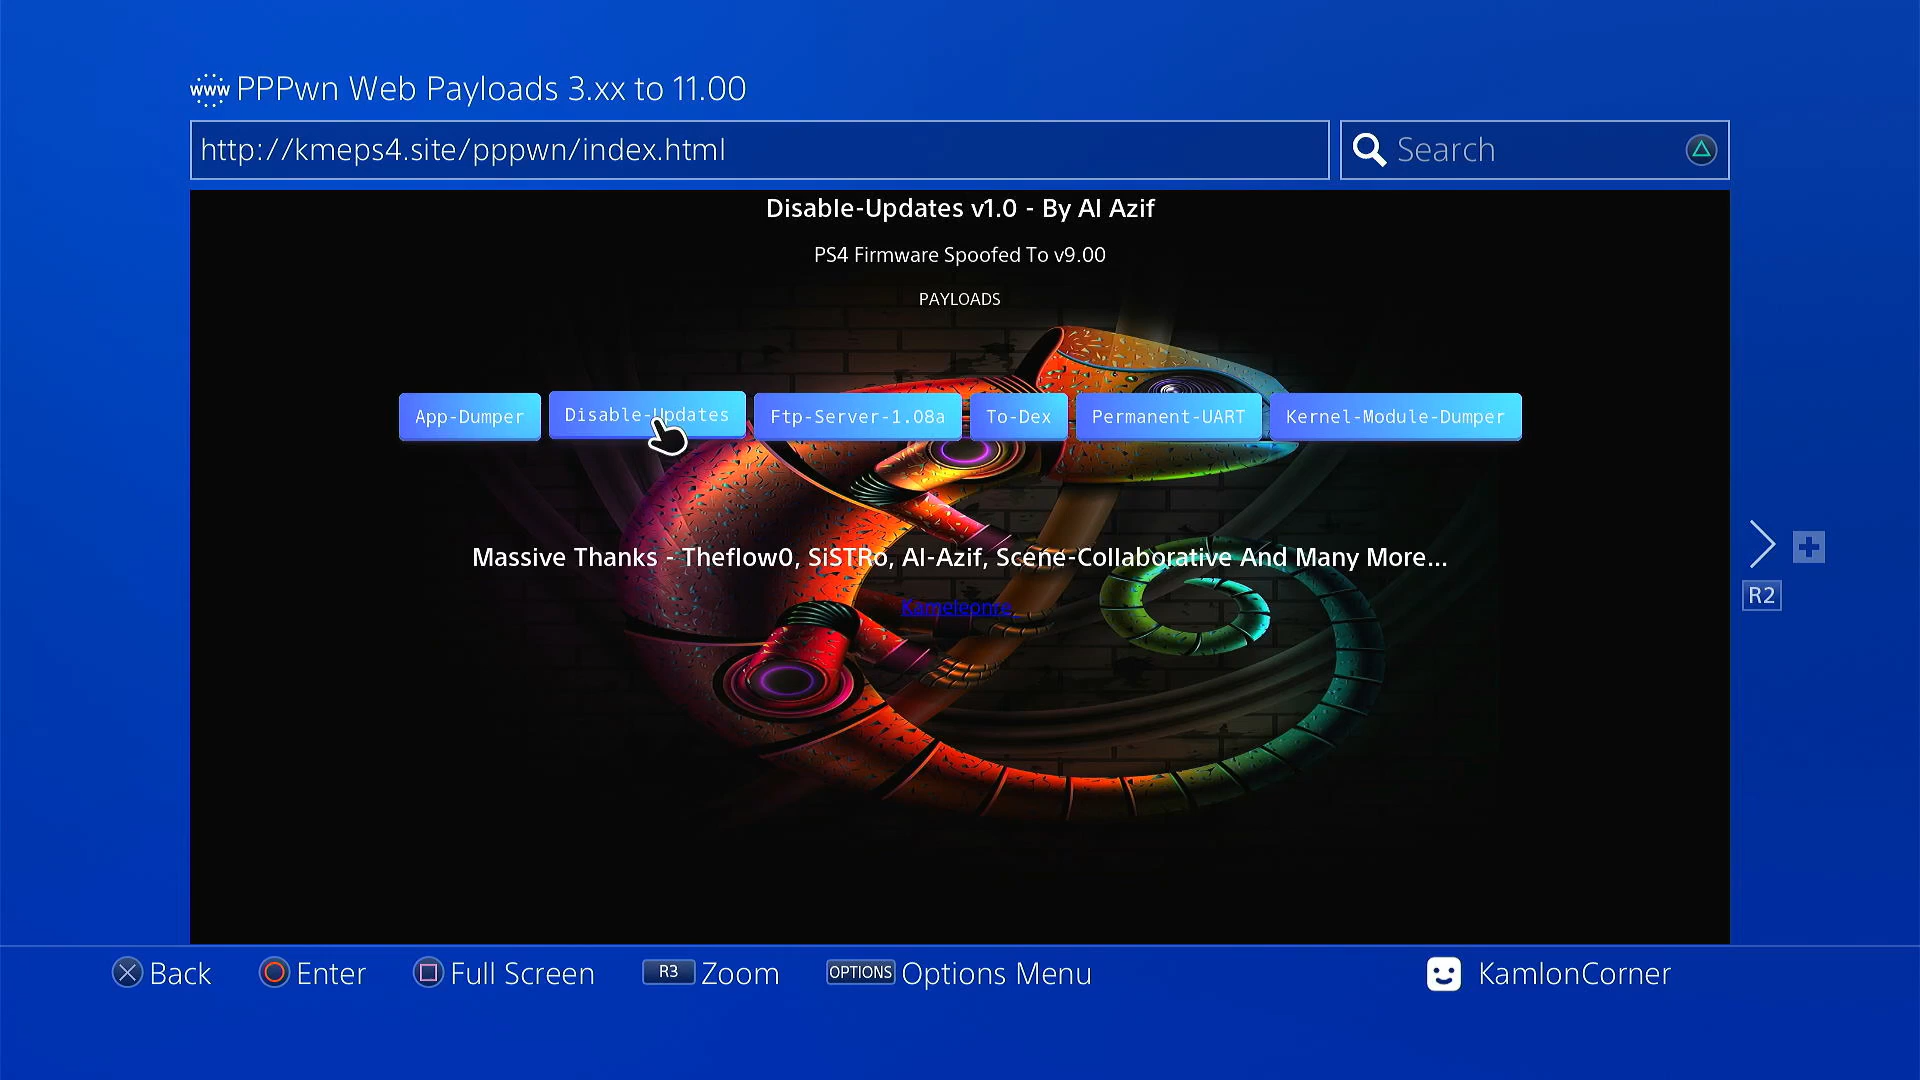 www PPPwn Web Payloads 3.xx to 11.00
http://kmeps4.site/pppwn/index.html
Search
Disable-Updates v1.0 - By Al Azif
PS4 Firmware Spoofed To v9.00
PAYLOADS
App-Dumper Disable-Updates Ftp-Server-1.08a To-Dex Permanent-UART Kernel-Module-Dumper
Massive Thanks - Theflow0, SiSTRo, Al-Azif, Scene-Collaborative And Many More...
Kameleonre_
R2
Back Enter Full Screen R3 Zoom OPTIONS Options Menu KamlonCorner